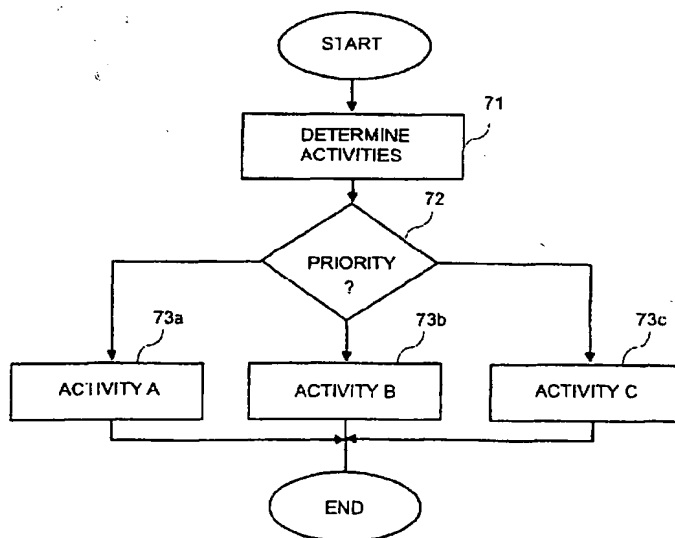 START
71
DETERMINE
ACTIVITIES
72
PRIORITY
?
73a
73b
73c
ACTIVITY A
ACTIVITY B
ACTIVITY C
END